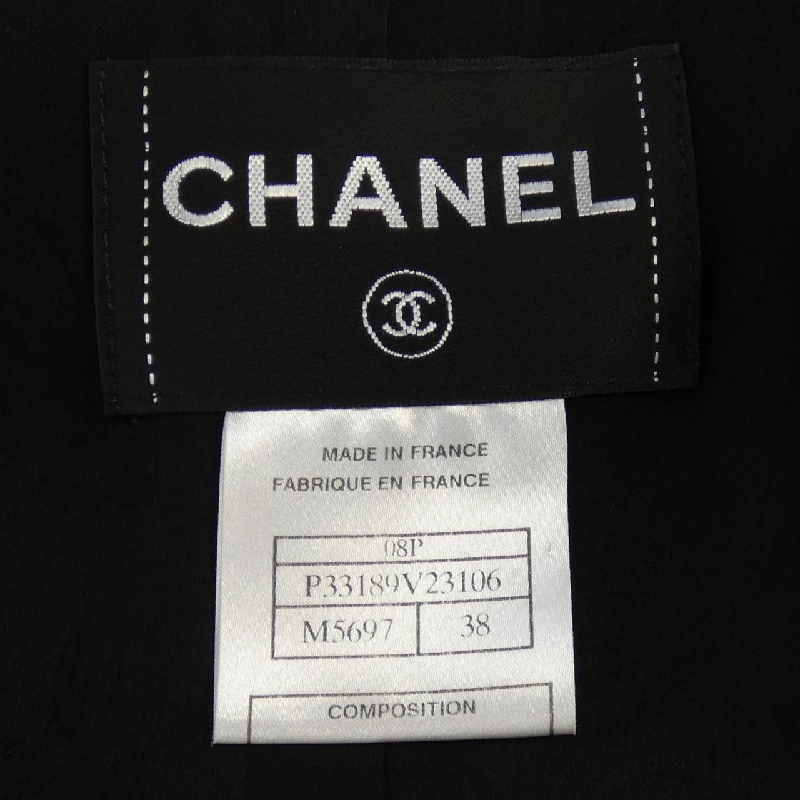 CHANEL
MADE IN FRANCE
FABRIQUE EN FRANCE
08P
P33189V23106
M5697 38
COMPOSITION